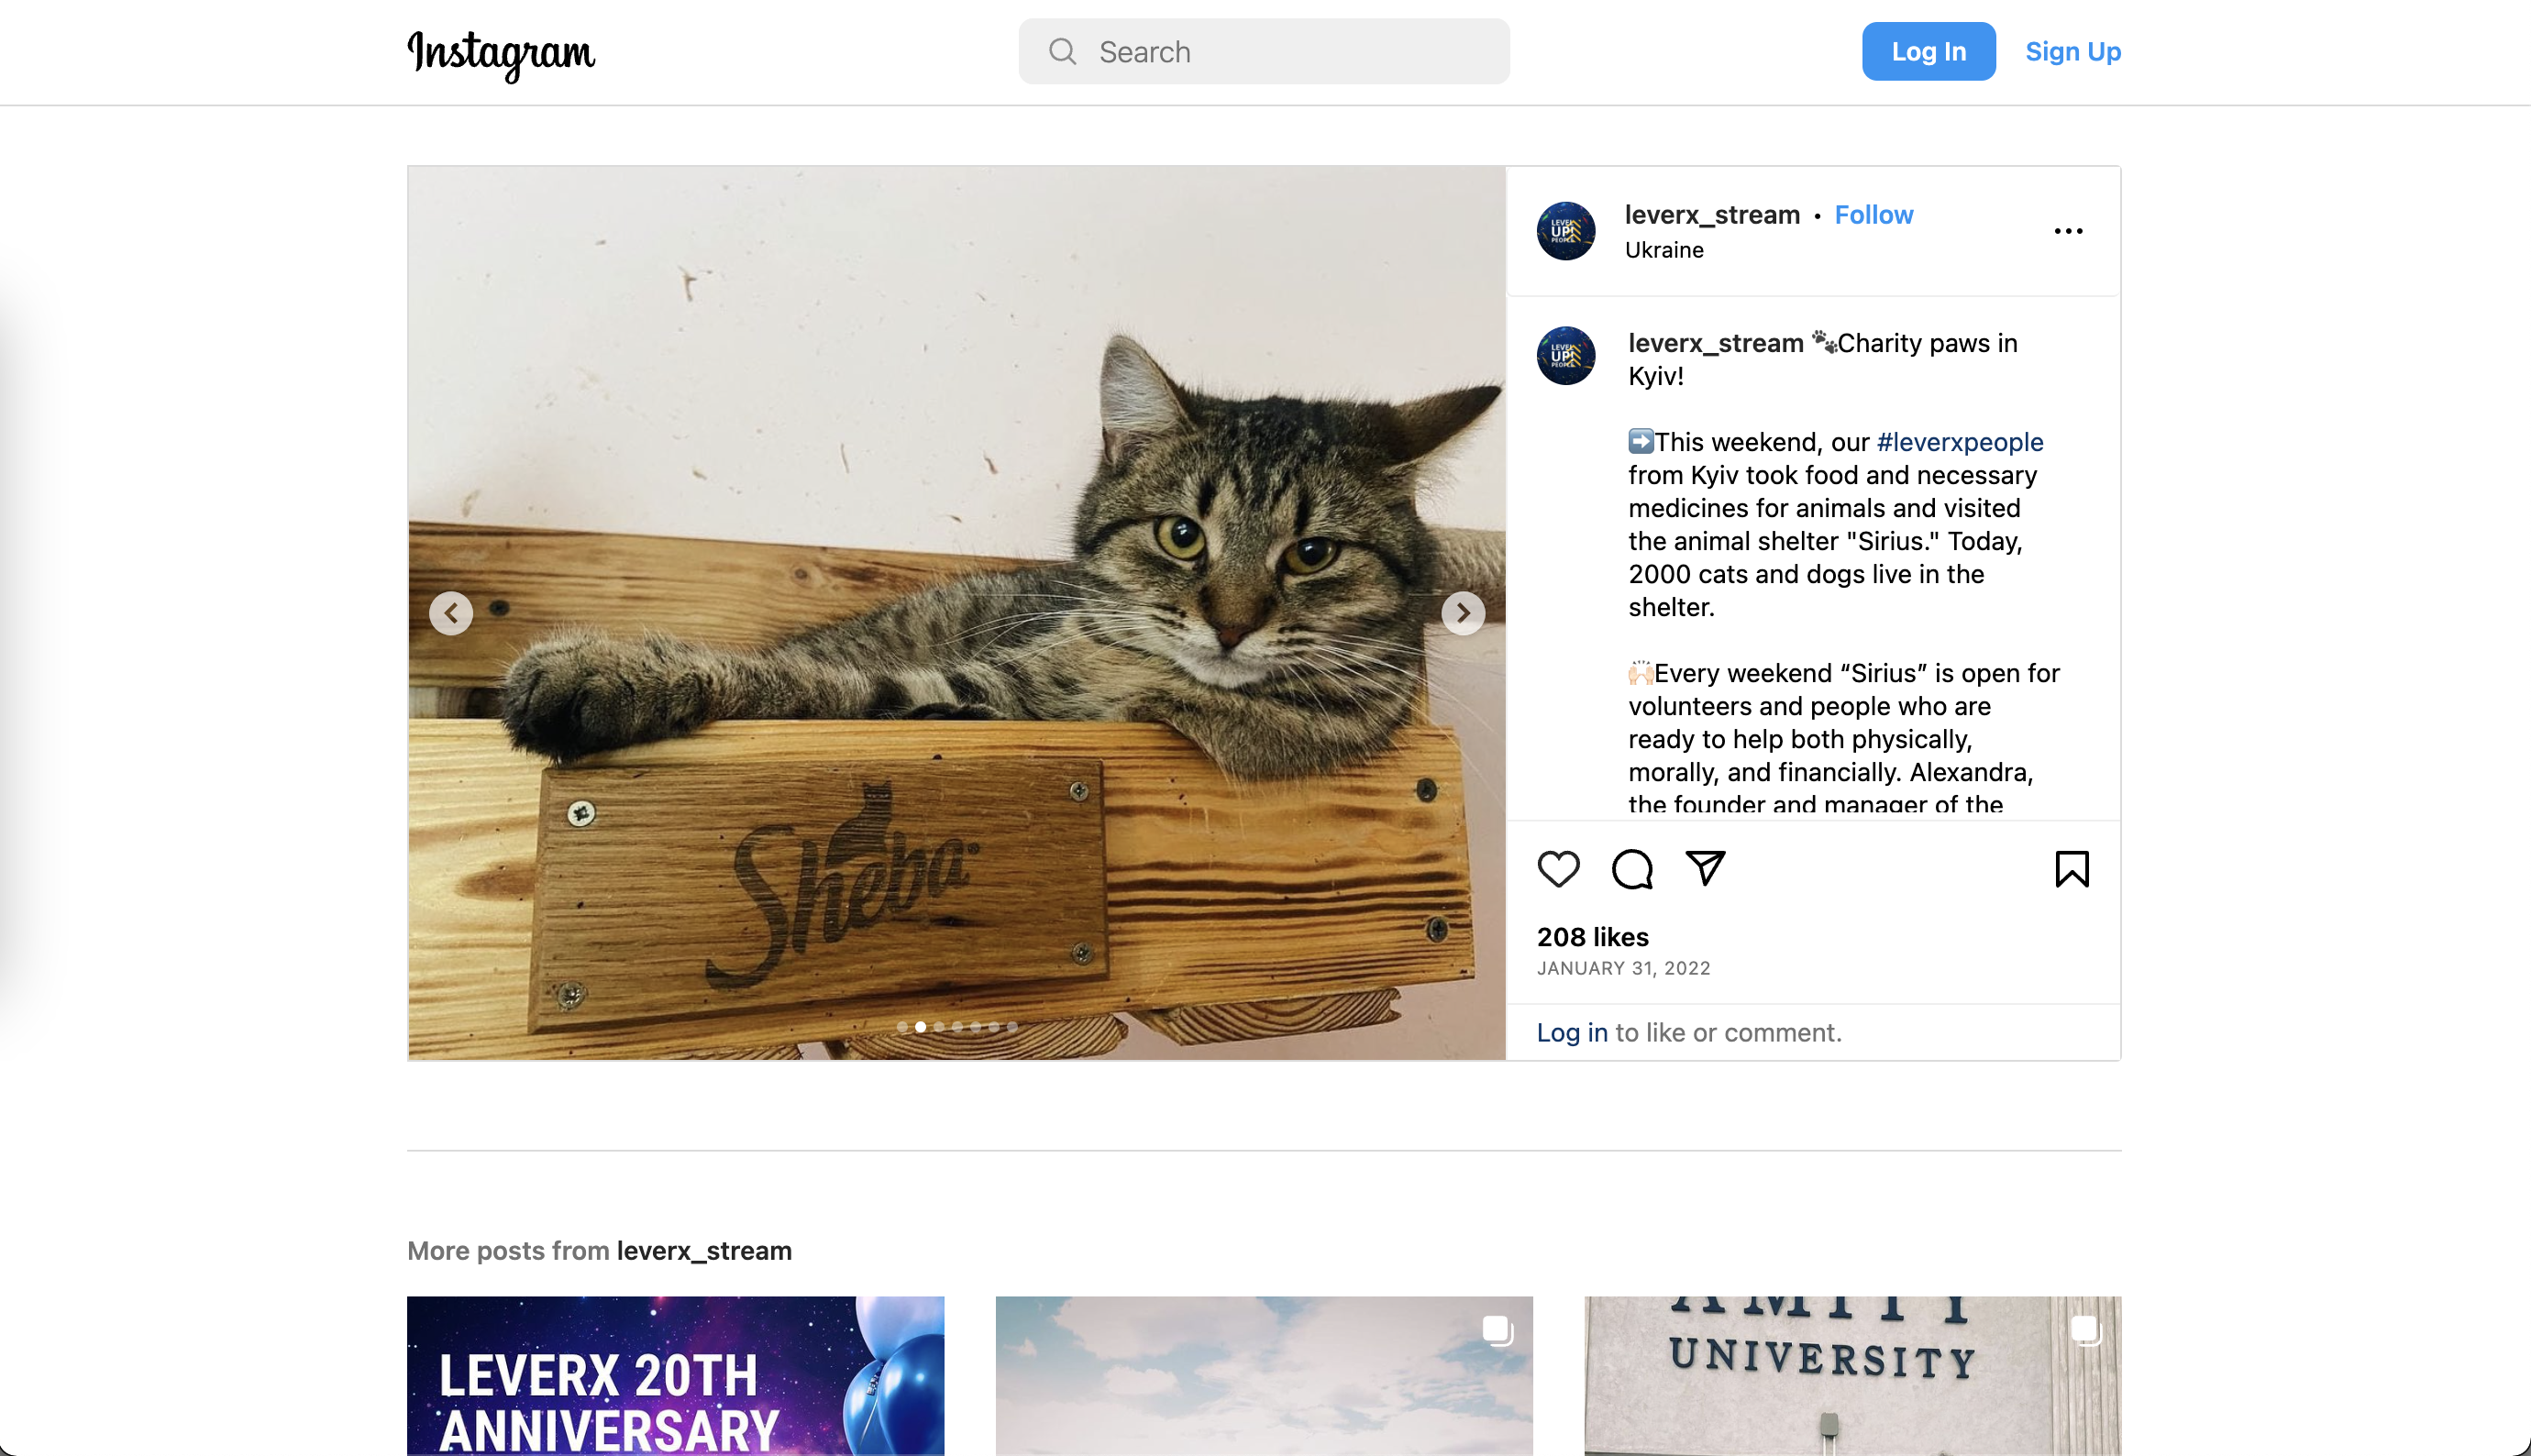 Instagram
Search
Log In
Sign Up
leverx_stream • Follow
Ukraine
leverx_stream 🐾Charity paws in
Kyiv!
➡️This weekend, our #leverxpeople
from Kyiv took food and necessary
medicines for animals and visited
the animal shelter "Sirius." Today,
2000 cats and dogs live in the
shelter.
🙌🏻Every weekend “Sirius” is open for
volunteers and people who are
ready to help both physically,
morally, and financially. Alexandra,
the founder and manager of the
Sheba®
208 likes
JANUARY 31, 2022
Log in to like or comment.
More posts from leverx_stream
LEVERX 20TH
ANNIVERSARY
AMITY
UNIVERSITY